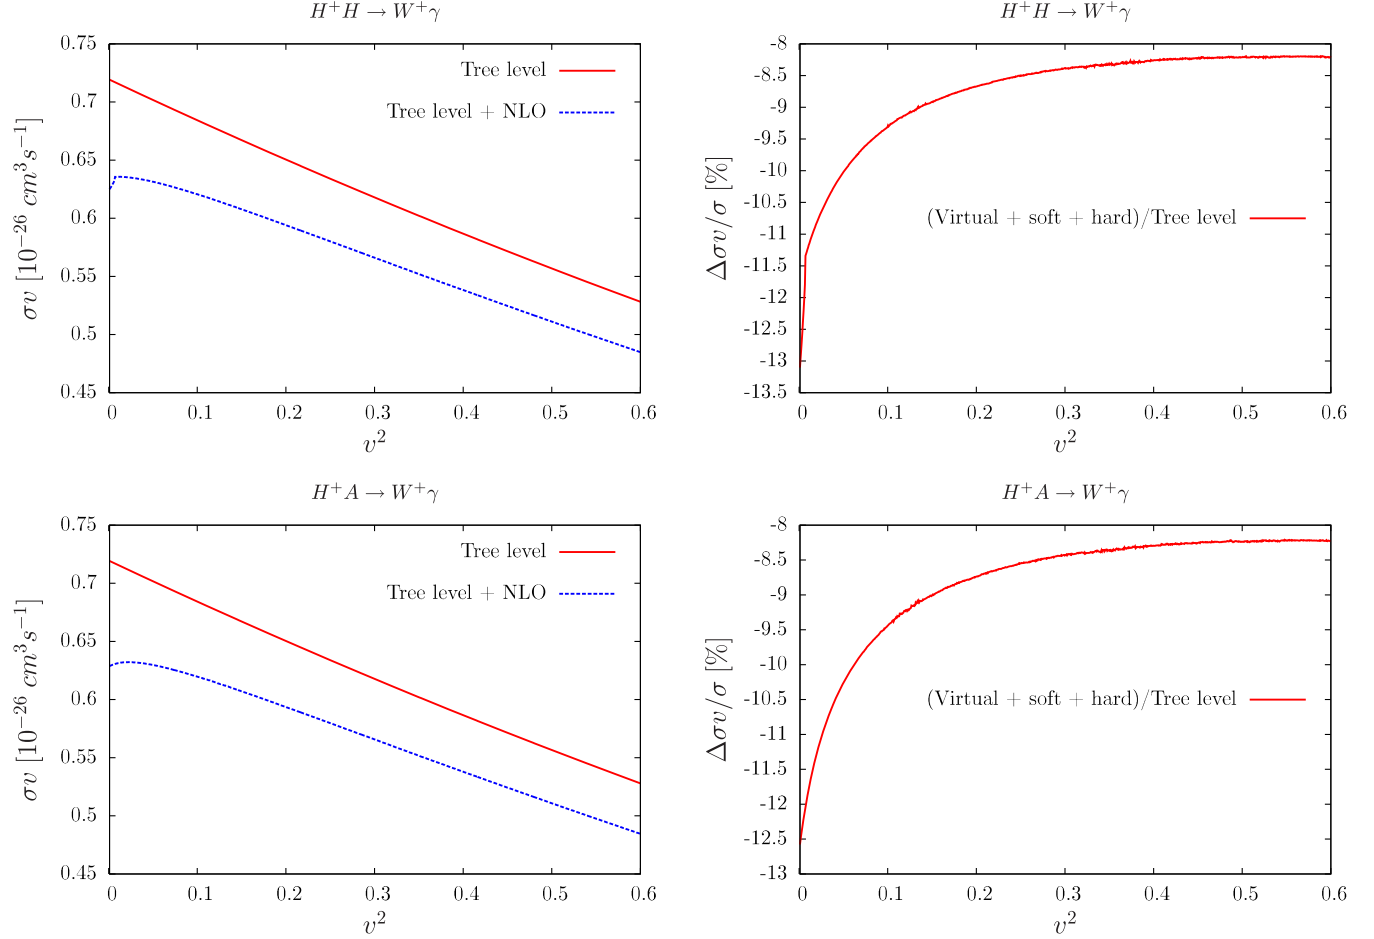 H⁺H → W⁺γ
0.75
0.7
0.65
0.6
0.55
0.5
0.45
0 0.1 0.2 0.3 0.4 0.5 0.6
σv [10⁻²⁶ cm³s⁻¹]
v²
Tree level
Tree level + NLO
H⁺H → W⁺γ
-8
-8.5
-9
-9.5
-10
-10.5
-11
-11.5
-12
-12.5
-13
-13.5
0 0.1 0.2 0.3 0.4 0.5 0.6
Δσv/σ [%]
v²
(Virtual + soft + hard)/Tree level
H⁺A → W⁺γ
0.75
0.7
0.65
0.6
0.55
0.5
0.45
0 0.1 0.2 0.3 0.4 0.5 0.6
σv [10⁻²⁶ cm³s⁻¹]
v²
Tree level
Tree level + NLO
H⁺A → W⁺γ
-8
-8.5
-9
-9.5
-10
-10.5
-11
-11.5
-12
-12.5
-13
0 0.1 0.2 0.3 0.4 0.5 0.6
Δσv/σ [%]
v²
(Virtual + soft + hard)/Tree level